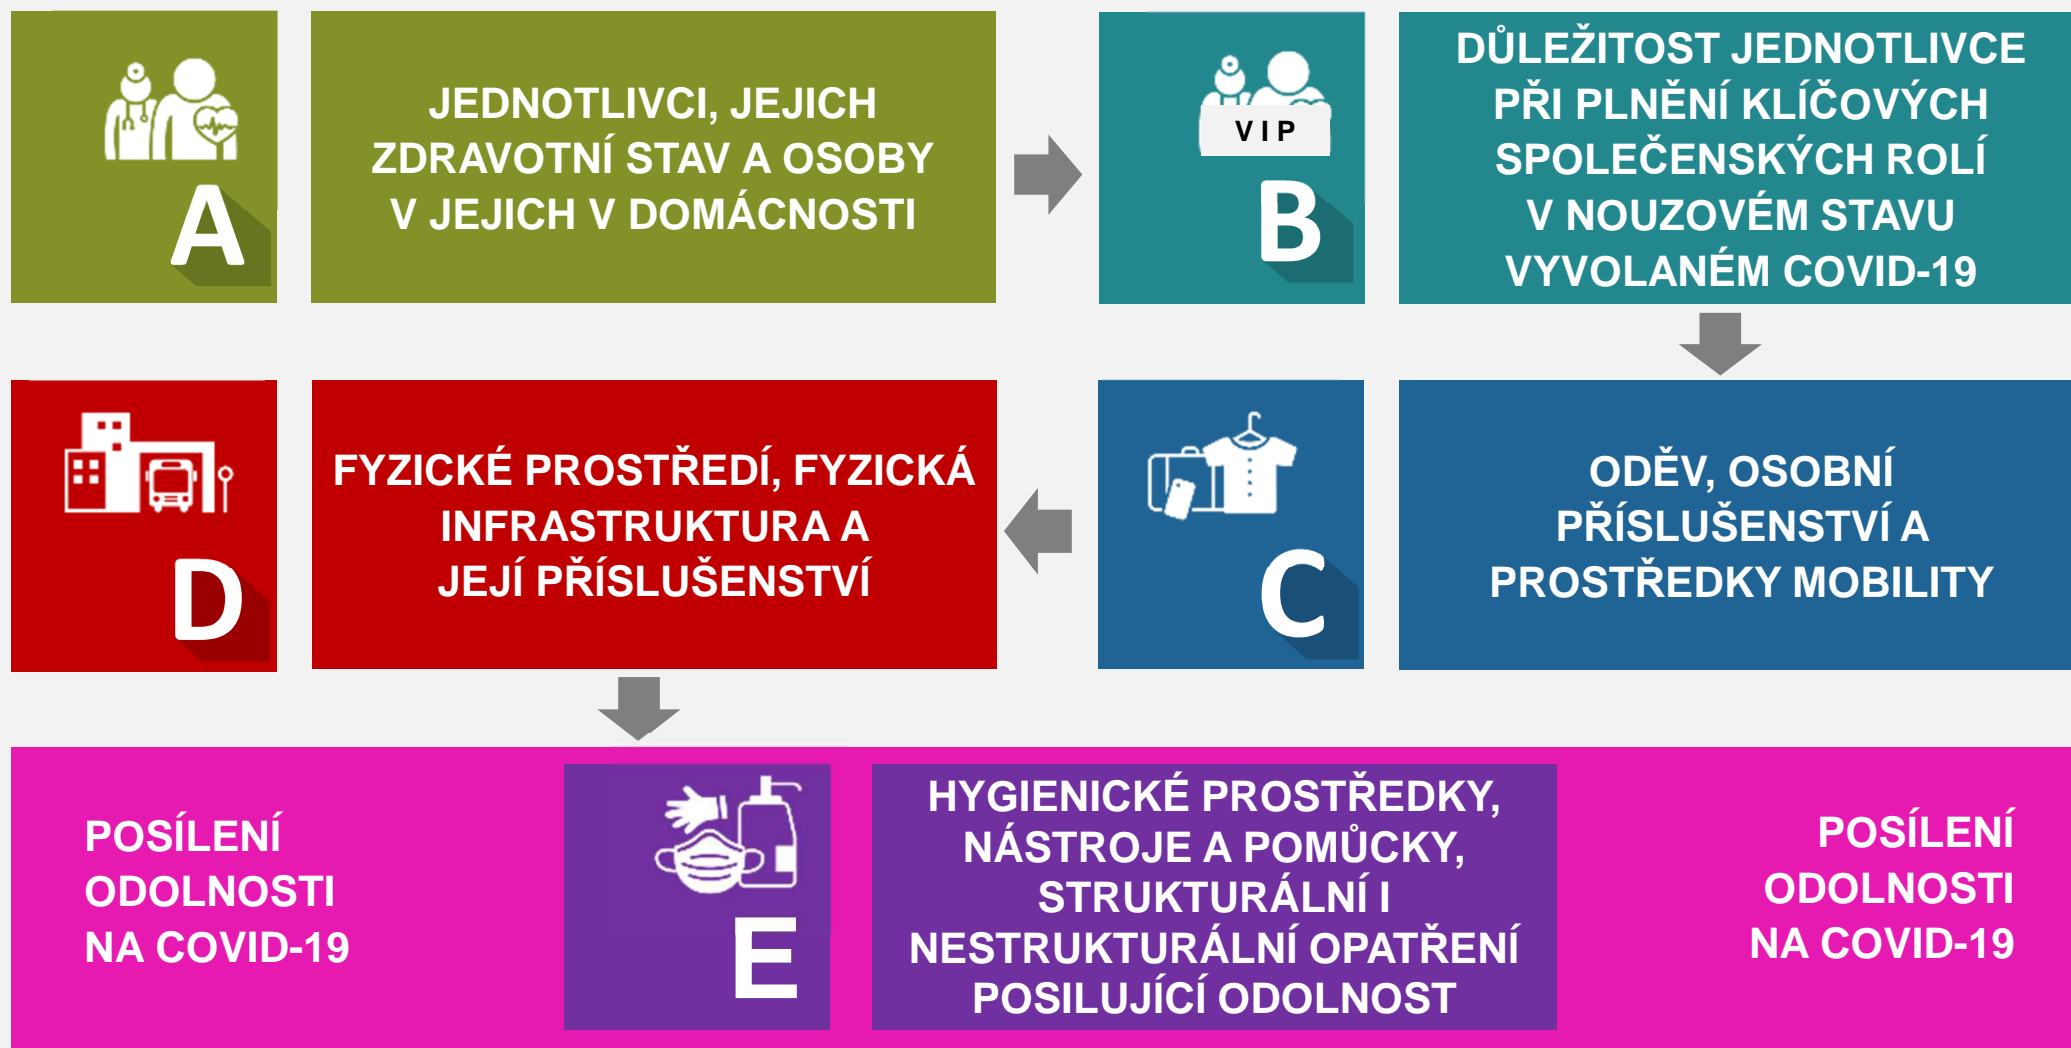 A
JEDNOTLIVCI, JEJICH
ZDRAVOTNÍ STAV A OSOBY
V JEJICH V DOMÁCNOSTI
VIP
B
DŮLEŽITOST JEDNOTLIVCE
PŘI PLNĚNÍ KLÍČOVÝCH
SPOLEČENSKÝCH ROLÍ
V NOUZOVÉM STAVU
VYVOLANÉM COVID-19
C
ODĚV, OSOBNÍ
PŘÍSLUŠENSTVÍ A
PROSTŘEDKY MOBILITY
D
FYZICKÉ PROSTŘEDÍ, FYZICKÁ
INFRASTRUKTURA A
JEJÍ PŘÍSLUŠENSTVÍ
POSÍLENÍ
ODOLNOSTI
NA COVID-19
E
HYGIENICKÉ PROSTŘEDKY,
NÁSTROJE A POMŮCKY,
STRUKTURÁLNÍ I
NESTRUKTURÁLNÍ OPATŘENÍ
POSILUJÍCÍ ODOLNOST
POSÍLENÍ
ODOLNOSTI
NA COVID-19